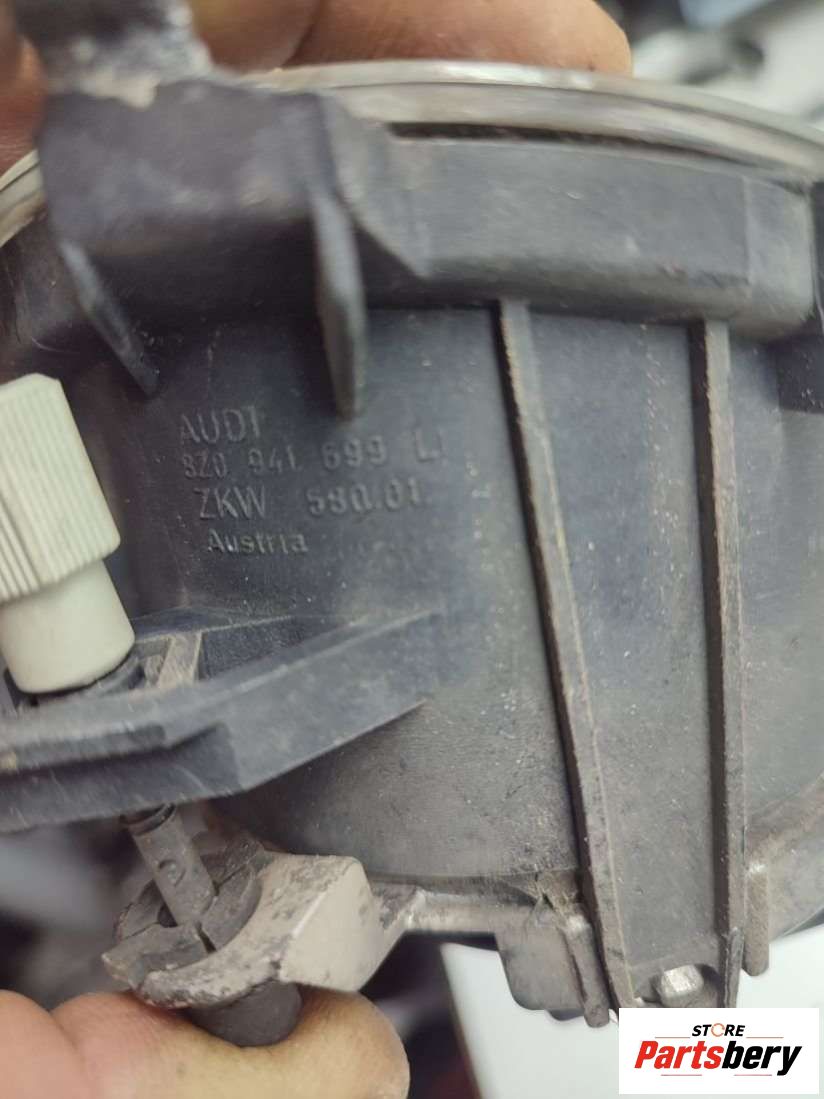 AUDI
8Z0 941 699 L
ZKW 580.01
Austria
STORE
Partsbery